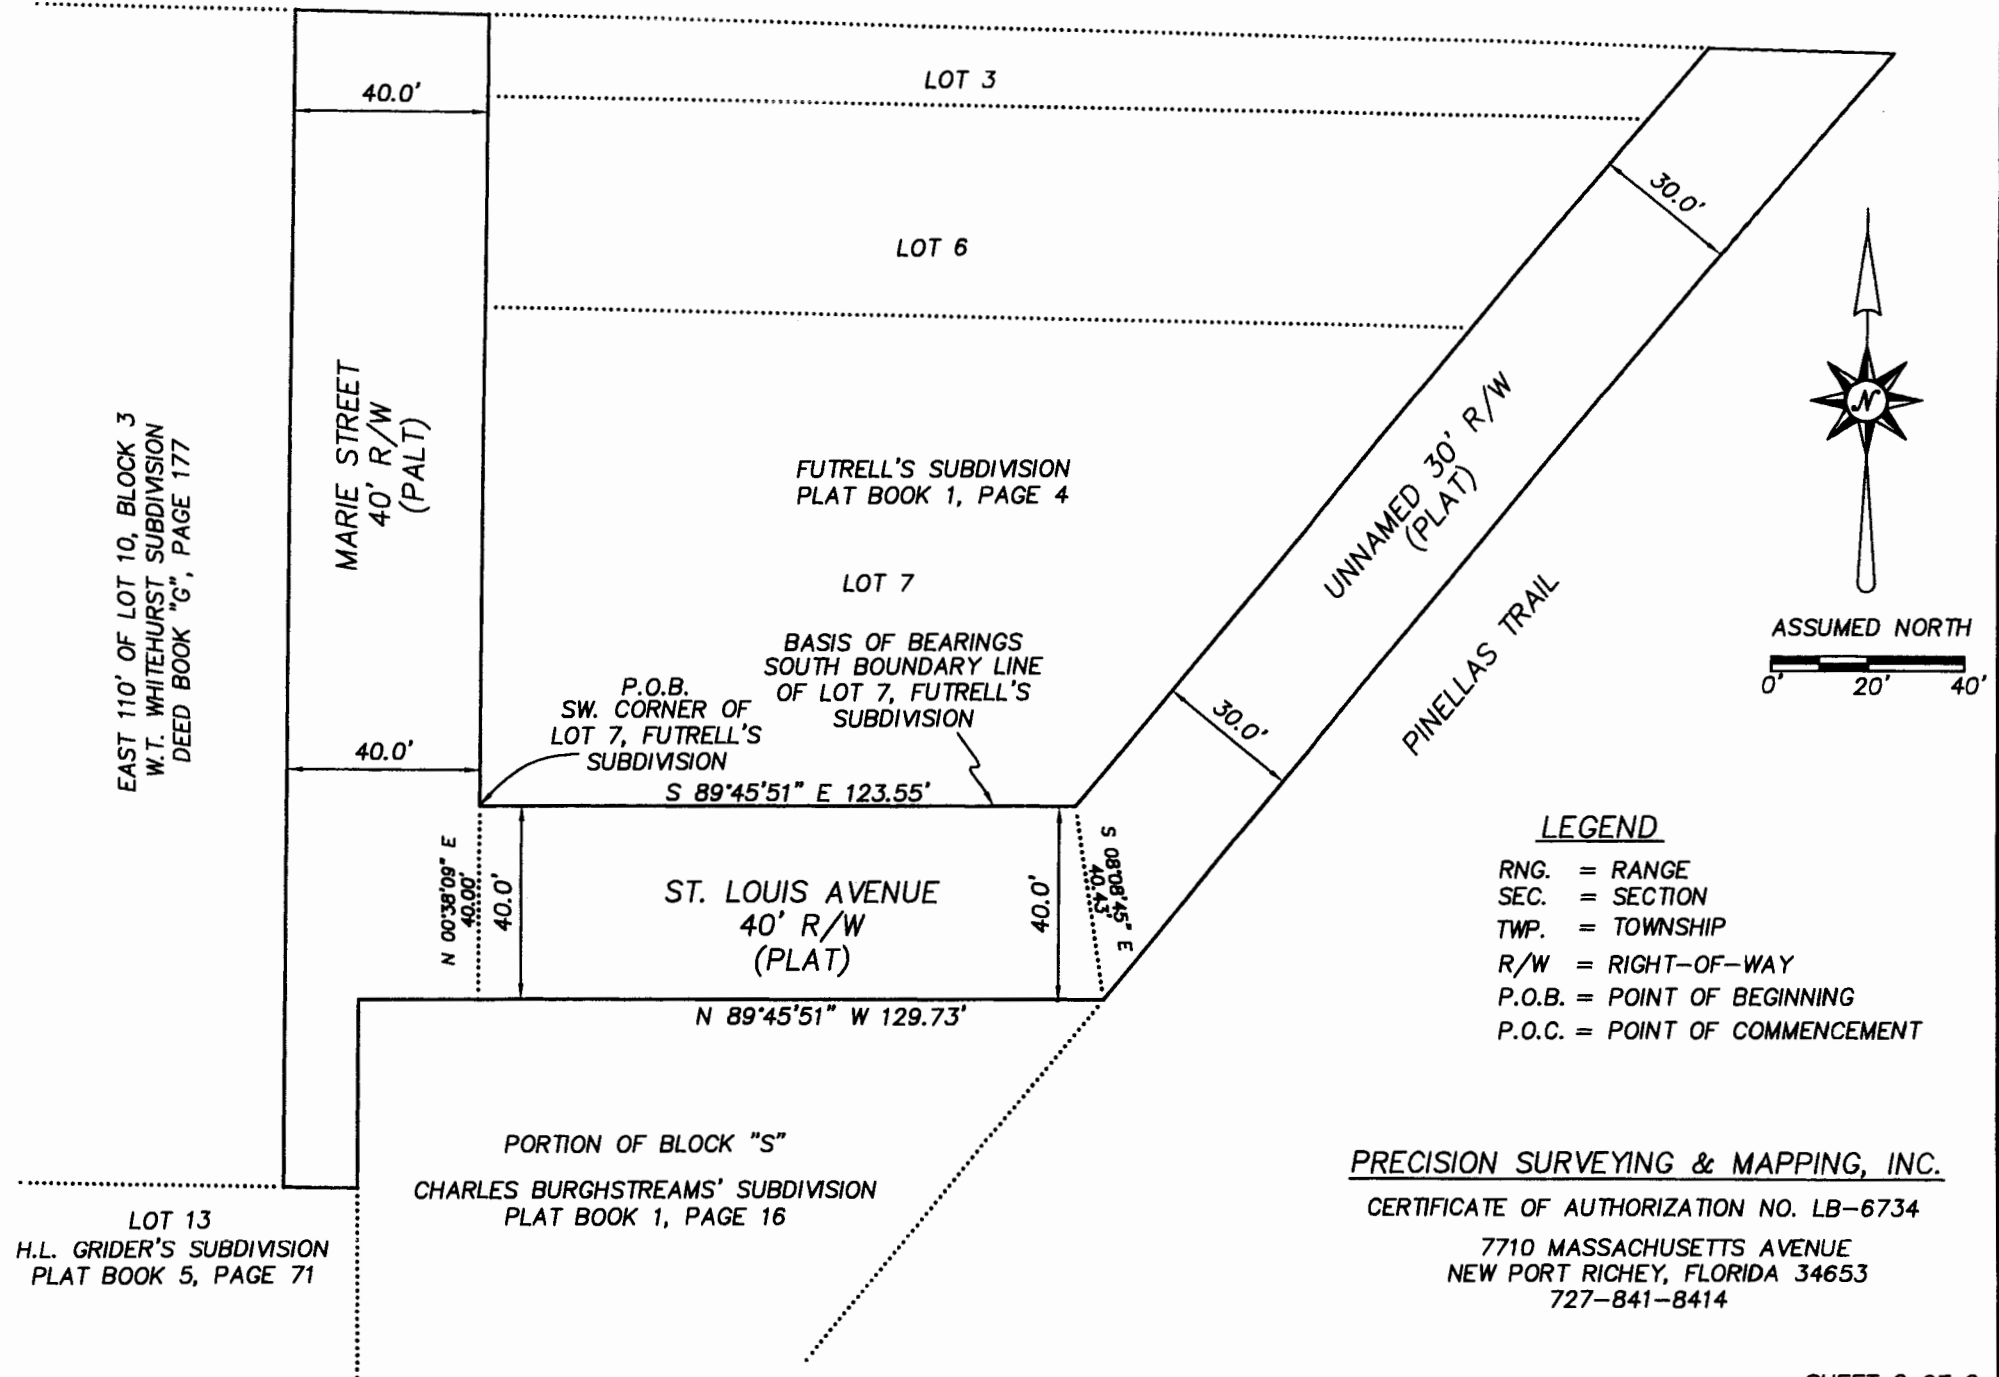 LOT 3
40.0'
30.0'
LOT 6
MARIE STREET
40' R/W
(PALT)
EAST 110' OF LOT 10, BLOCK 3
W.T. WHITEHURST SUBDIVISION
DEED BOOK "G", PAGE 177
FUTRELL'S SUBDIVISION
PLAT BOOK 1, PAGE 4
UNNAMED 30' R/W
(PLAT)
N
LOT 7
PINELLAS TRAIL
ASSUMED NORTH
0' 20' 40'
BASIS OF BEARINGS
SOUTH BOUNDARY LINE
OF LOT 7, FUTRELL'S
SUBDIVISION
P.O.B.
SW. CORNER OF
LOT 7, FUTRELL'S
SUBDIVISION
30.0'
40.0'
S 89°45'51" E 123.55'
N 00°38'09" E
40.00'
40.0'
ST. LOUIS AVENUE
40' R/W
(PLAT)
40.0'
S 08°08'45" E
40.43'
N 89°45'51" W 129.73'
LEGEND
RNG. = RANGE
SEC. = SECTION
TWP. = TOWNSHIP
R/W = RIGHT-OF-WAY
P.O.B. = POINT OF BEGINNING
P.O.C. = POINT OF COMMENCEMENT
PORTION OF BLOCK "S"
CHARLES BURGHSTREAMS' SUBDIVISION
PLAT BOOK 1, PAGE 16
LOT 13
H.L. GRIDER'S SUBDIVISION
PLAT BOOK 5, PAGE 71
PRECISION SURVEYING & MAPPING, INC.
CERTIFICATE OF AUTHORIZATION NO. LB-6734
7710 MASSACHUSETTS AVENUE
NEW PORT RICHEY, FLORIDA 34653
727-841-8414